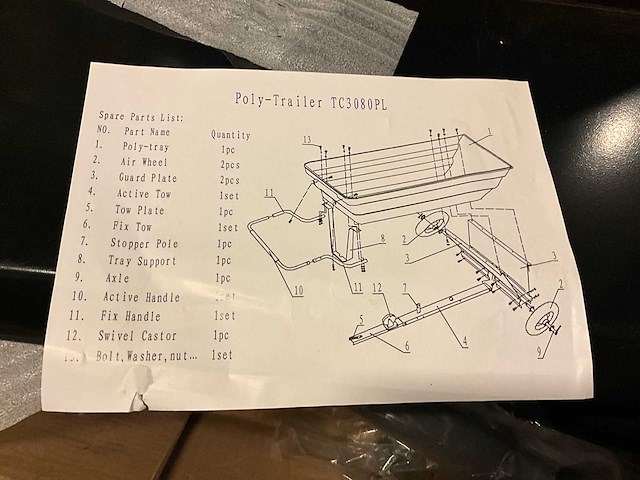 Poly-Trailer TC3080PL
Spare Parts List:
NO. Part Name Quantity
1. Poly-tray 1pc
2. Air Wheel 2pcs
3. Guard Plate 2pcs
4. Active Tow 1set
5. Tow Plate 1pc
6. Fix Tow 1set
7. Stopper Pole 1pc
8. Tray Support 1pc
9. Axle 1pc
10. Active Handle 1set
11. Fix Handle 1set
12. Swivel Castor 1pc
13. Bolt,Washer,nut... 1set
13
1
11
2
8
3
3
10
11
12
7
2
5
6
4
9